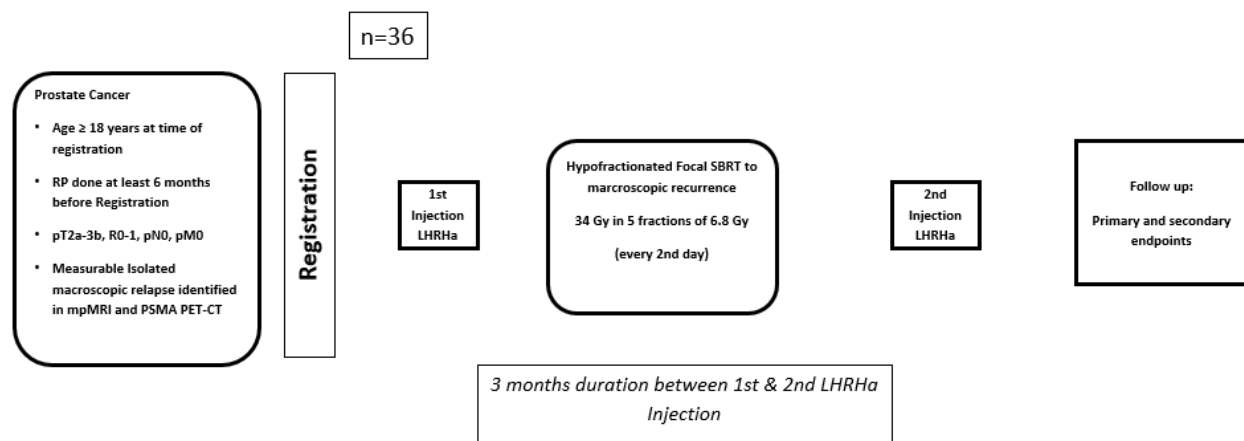 n=36
Prostate Cancer
• Age ≥ 18 years at time of
registration
• RP done at least 6 months
before Registration
• pT2a-3b, R0-1, pN0, pM0
• Measurable Isolated
macroscopic relapse identified
in mpMRI and PSMA PET-CT
Registration
1st
Injection
LHRHa
Hypofractionated Focal SBRT to
marcroscopic recurrence
34 Gy in 5 fractions of 6.8 Gy
(every 2nd day)
2nd
Injection
LHRHa
Follow up:
Primary and secondary
endpoints
3 months duration between 1st & 2nd LHRHa
Injection